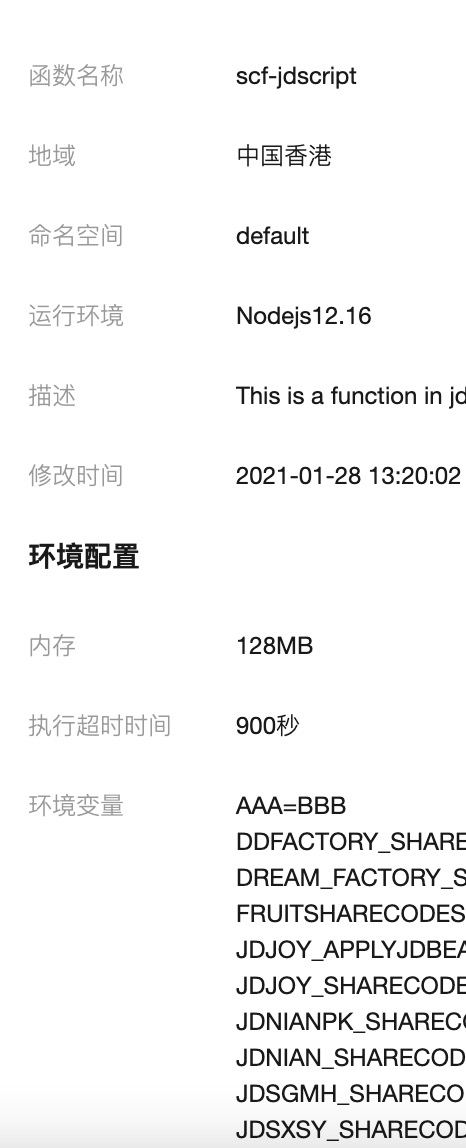 函数名称 scf-jdscript
地域 中国香港
命名空间 default
运行环境 Nodejs12.16
描述 This is a function in jd
修改时间 2021-01-28 13:20:02
环境配置
内存 128MB
执行超时时间 900秒
环境变量 AAA=BBB
DDFACTORY_SHARE
DREAM_FACTORY_S
FRUITSHARECODES
JDJOY_APPLYJDBEA
JDJOY_SHARECODE
JDNIANPK_SHAREC
JDNIAN_SHARECOD
JDSGMH_SHARECO
JDSXSY_SHARECOD